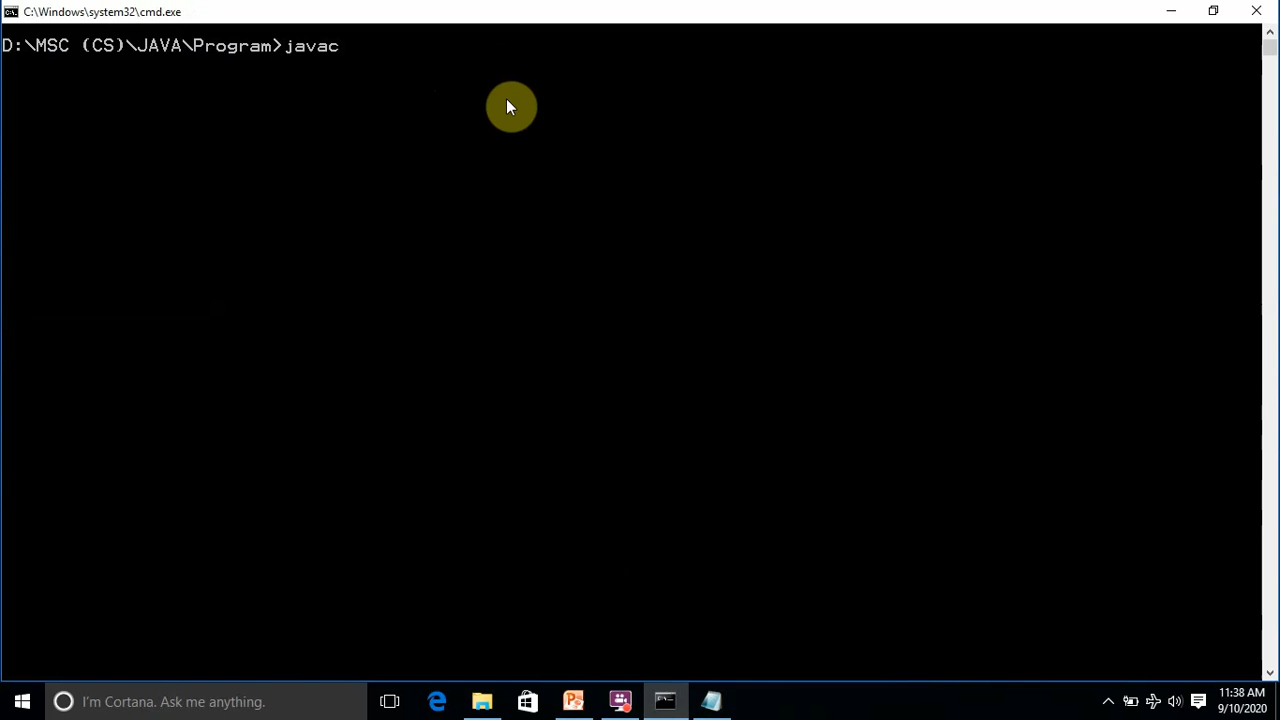 C:\Windows\system32\cmd.exe
D:\MSC (CS)\JAVA\Program>javac
I'm Cortana. Ask me anything.
11:38 AM
9/10/2020